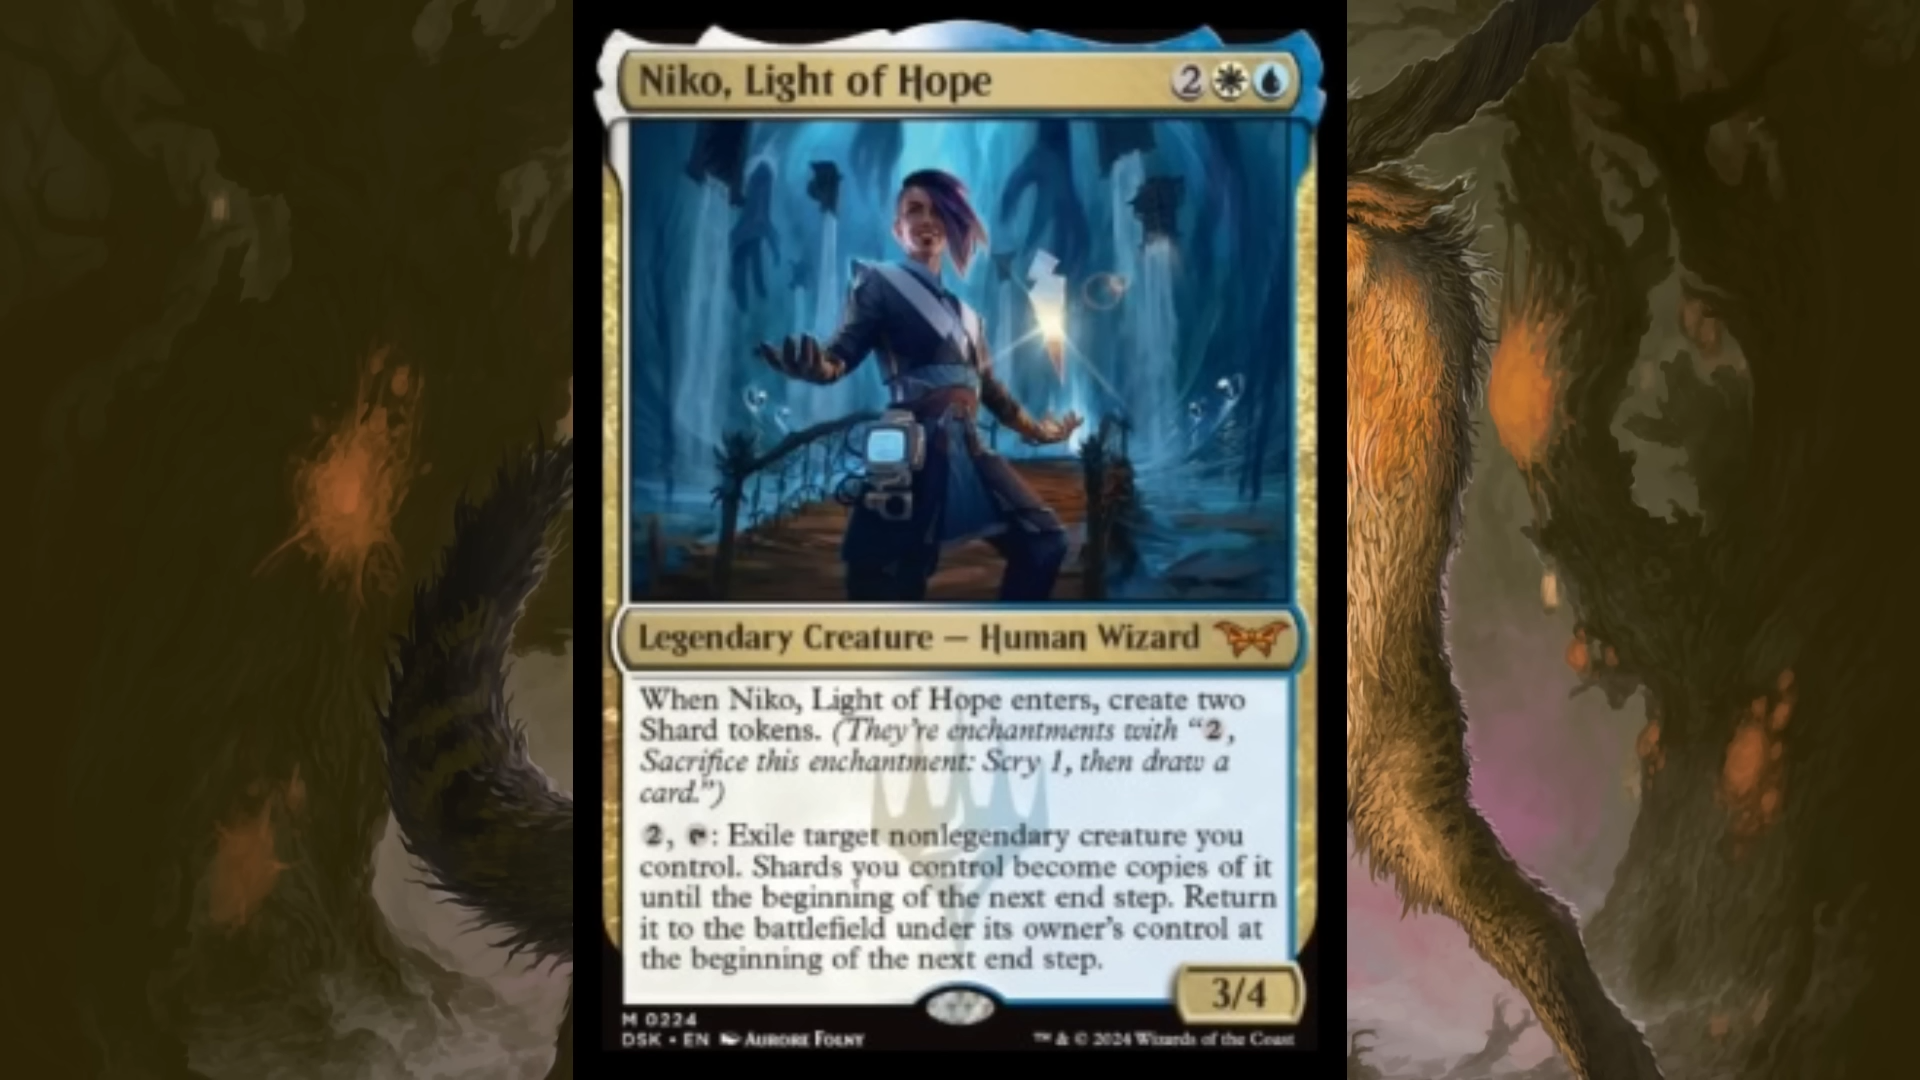 Niko, Light of Hope 2
Legendary Creature — Human Wizard
When Niko, Light of Hope enters, create two
Shard tokens. (They're enchantments with “2,
Sacrifice this enchantment: Scry 1, then draw a
card.”)
2, : Exile target nonlegendary creature you
control. Shards you control become copies of it
until the beginning of the next end step. Return
it to the battlefield under its owner's control at
the beginning of the next end step.
3/4
M 0224
DSK • EN Aurore Folny
™ & © 2024 Wizards of the Coast